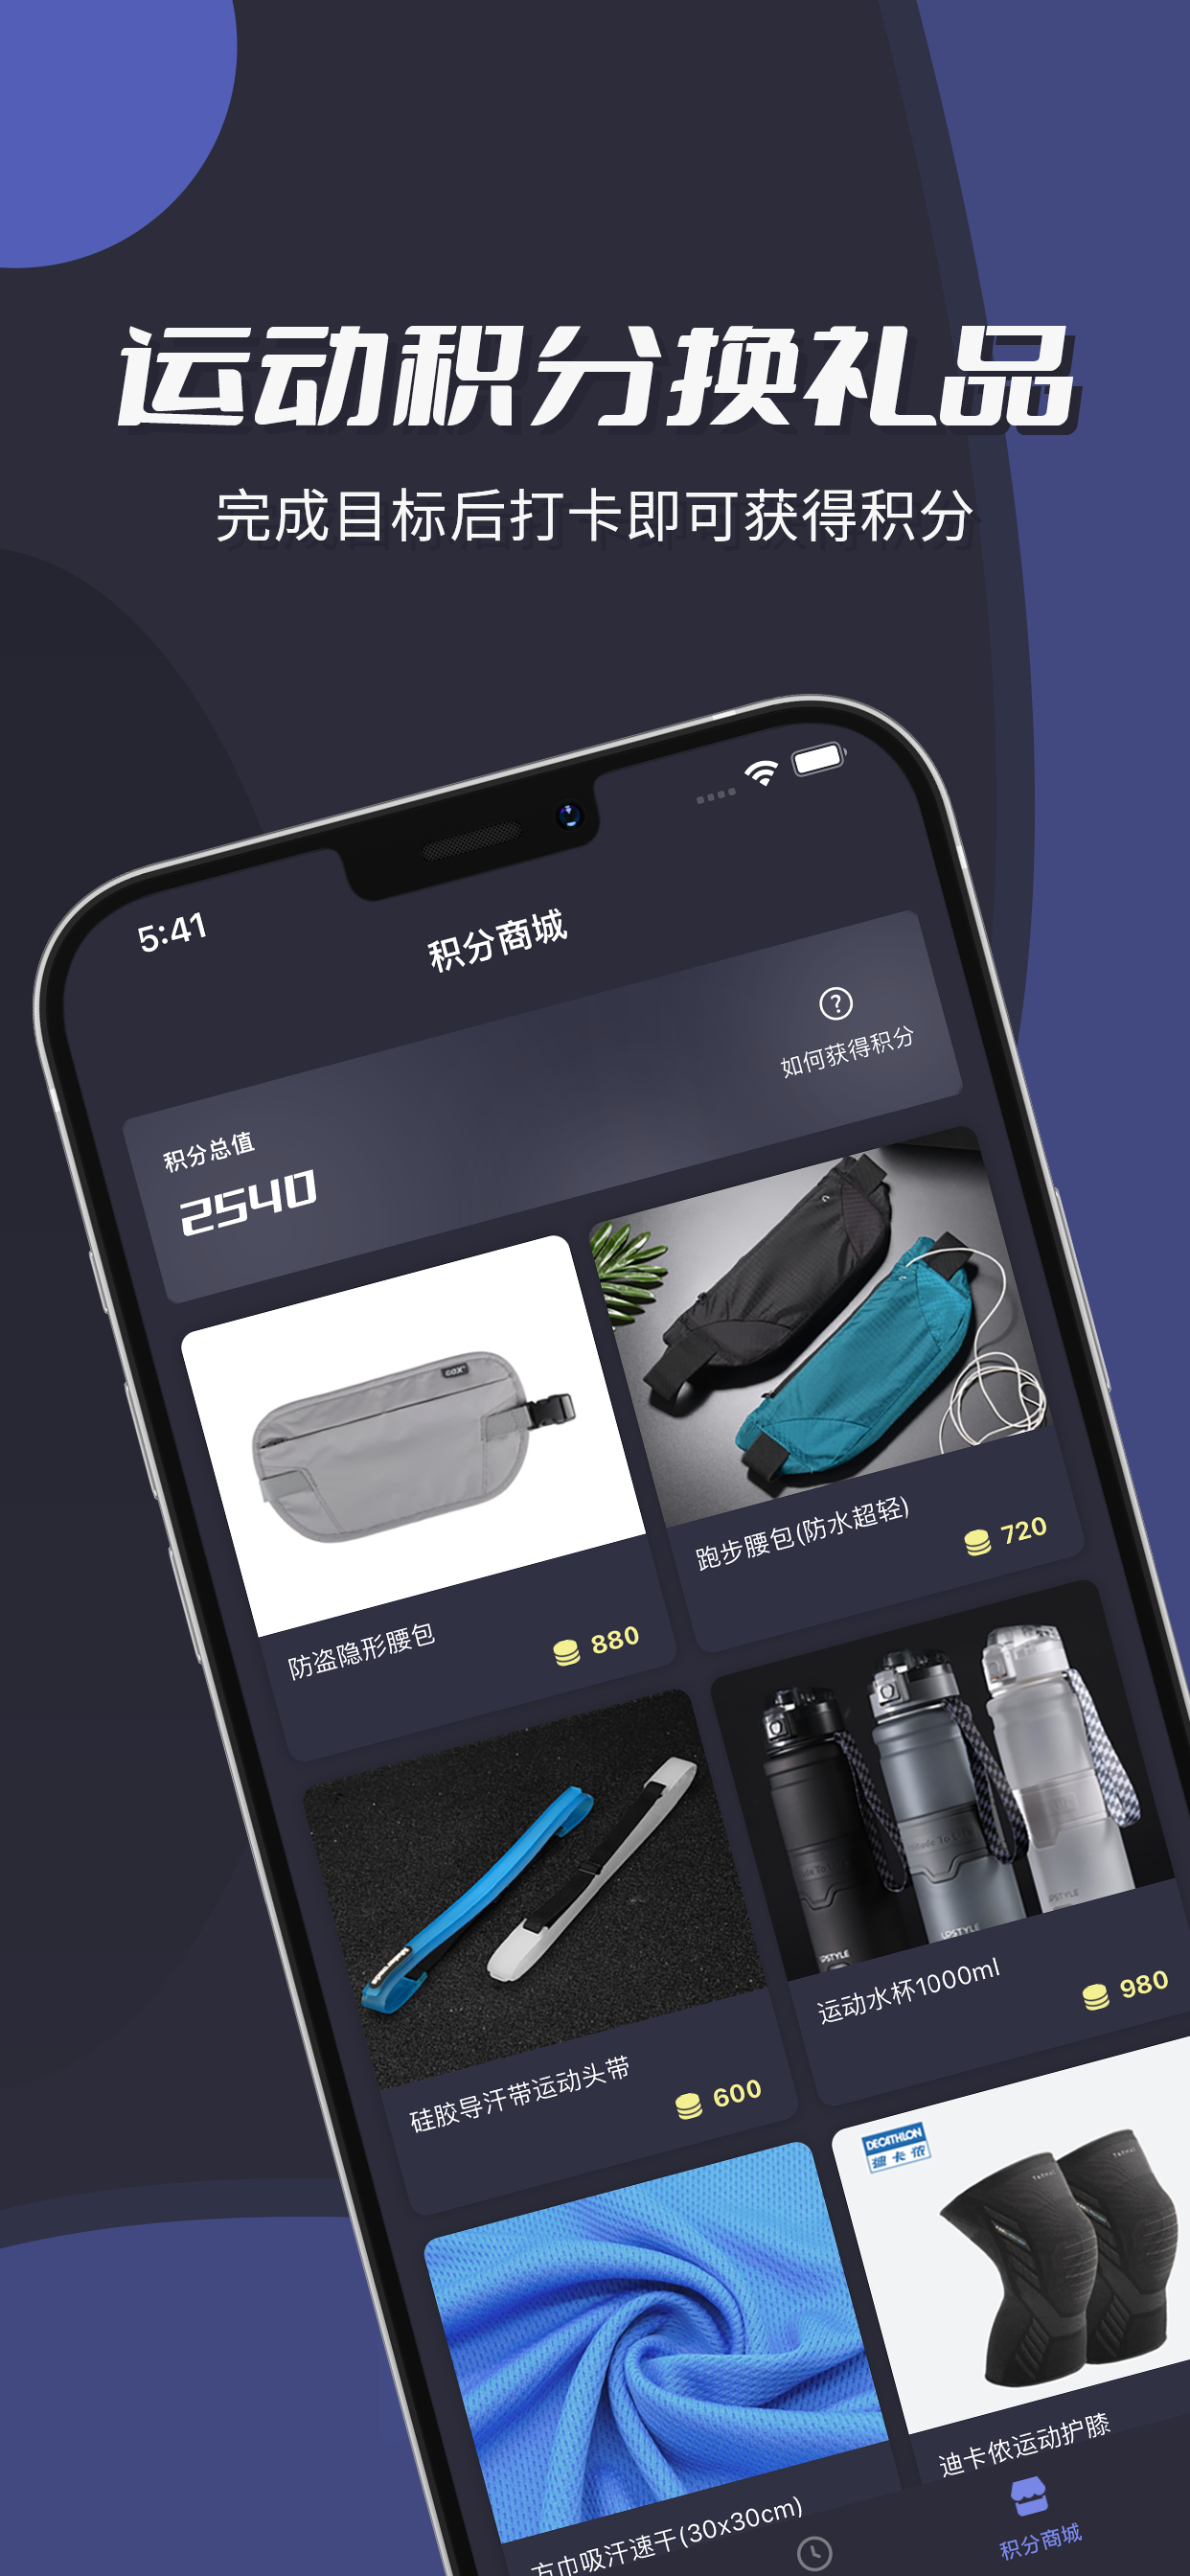 运动积分换礼品
完成目标后打卡即可获得积分
5:41
积分商城
如何获得积分
积分总值
2540
防盗隐形腰包
880
跑步腰包(防水超轻)
720
硅胶导汗带运动头带
600
运动水杯1000ml
980
DECATHLON
迪卡侬
方巾吸汗速干(30x30cm)
迪卡侬运动护膝
积分商城